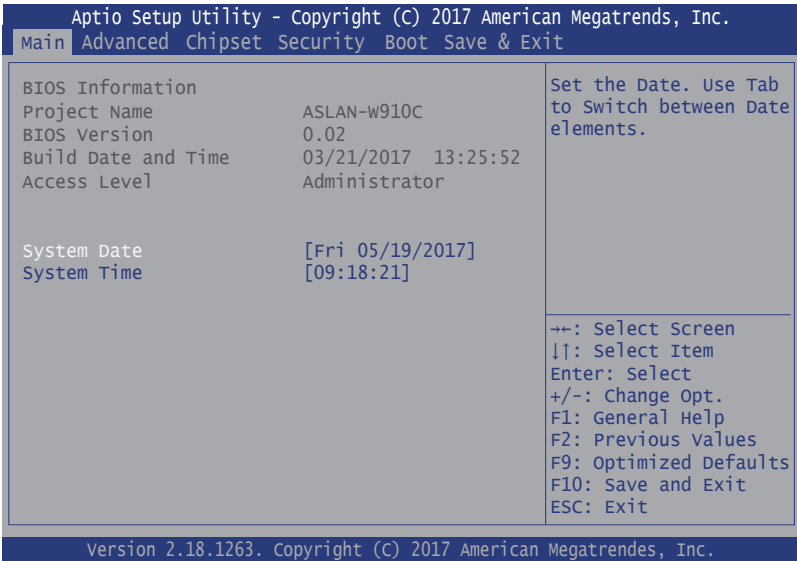 Aptio Setup Utility - Copyright (C) 2017 American Megatrends, Inc.
Main Advanced Chipset Security Boot Save & Exit
BIOS Information
Project Name ASLAN-W910C
BIOS Version 0.02
Build Date and Time 03/21/2017 13:25:52
Access Level Administrator
System Date [Fri 05/19/2017]
System Time [09:18:21]
Set the Date. Use Tab
to Switch between Date
elements.
→←: Select Screen
↓↑: Select Item
Enter: Select
+/-: Change Opt.
F1: General Help
F2: Previous Values
F9: Optimized Defaults
F10: Save and Exit
ESC: Exit
Version 2.18.1263. Copyright (C) 2017 American Megatrendes, Inc.